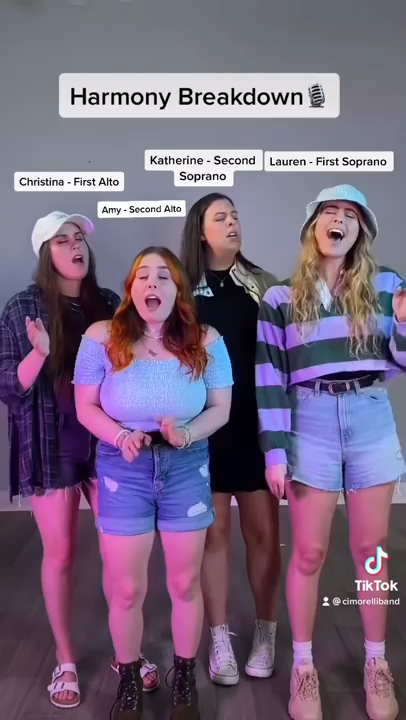 Harmony Breakdown🎙️
Katherine - Second
Soprano
Lauren - First Soprano
Christina - First Alto
Amy - Second Alto
TikTok
@cimorelliband